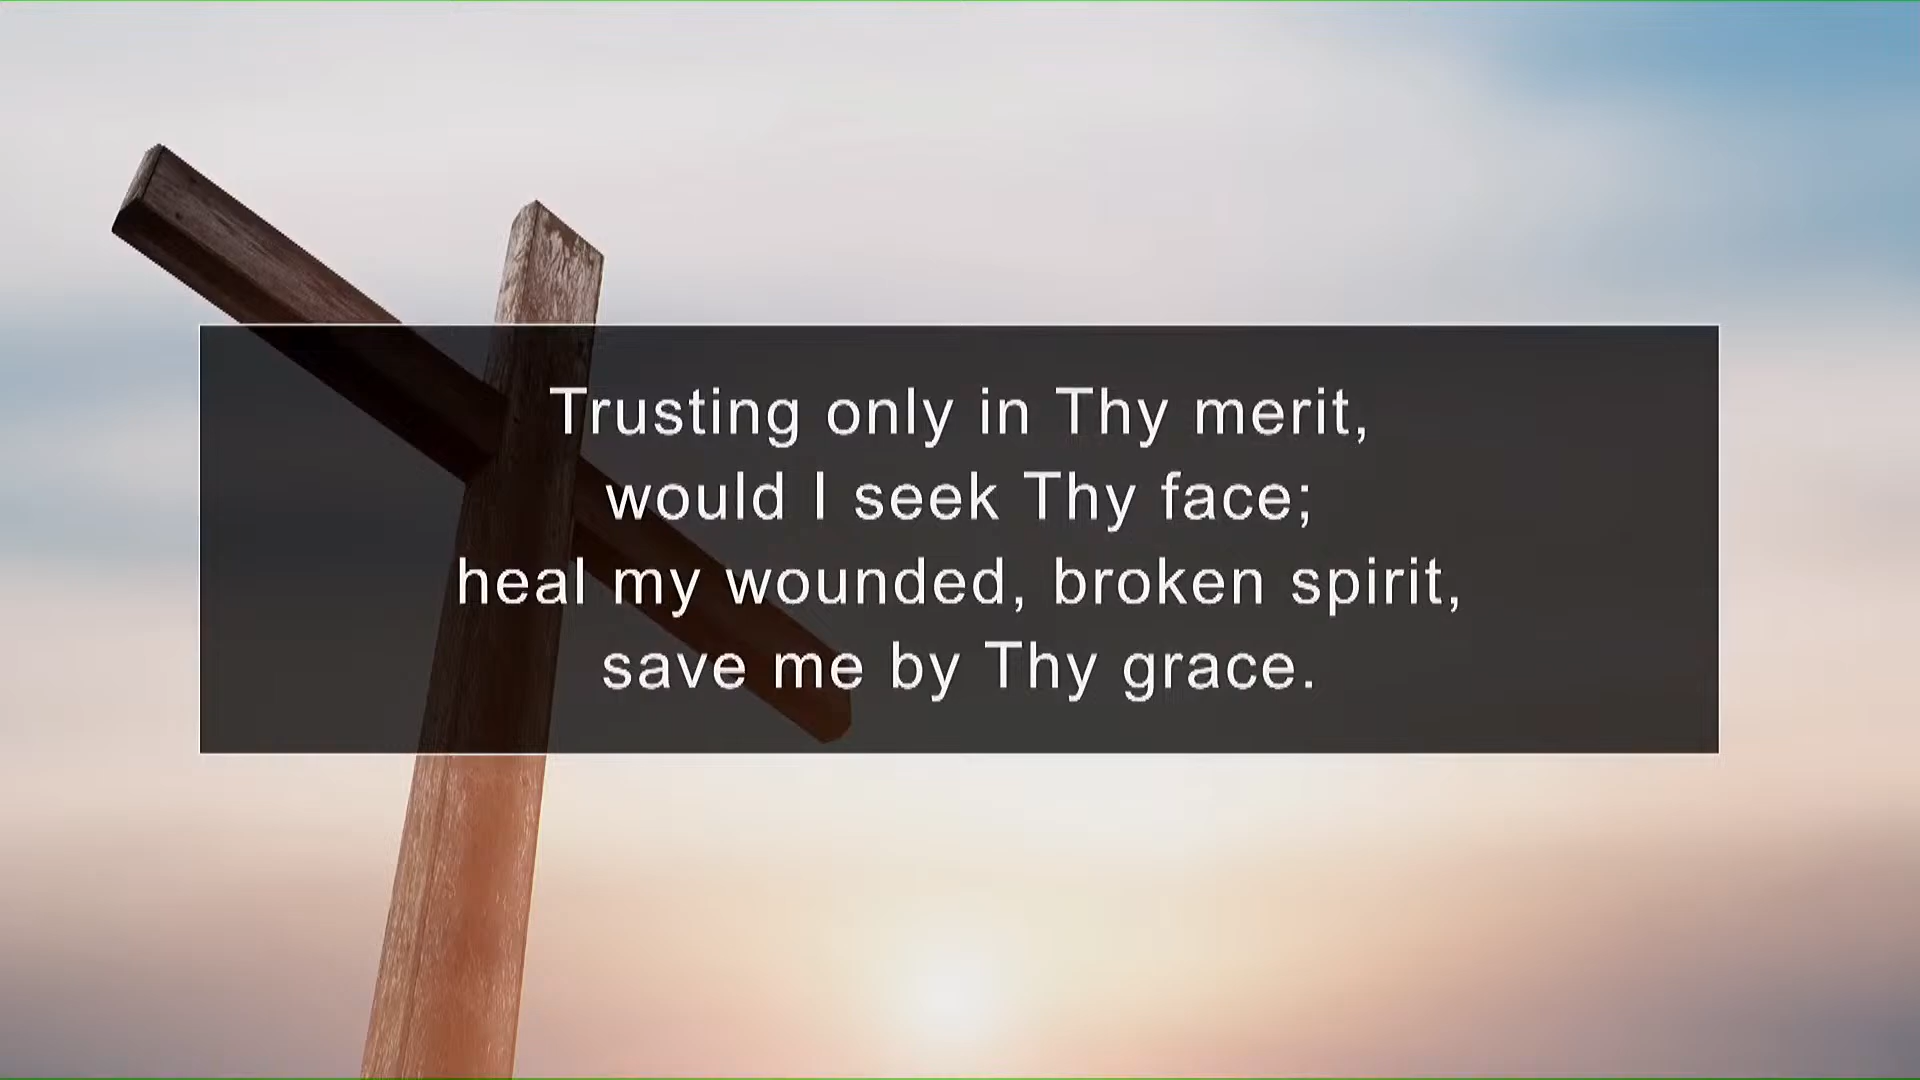 Trusting only in Thy merit,
would I seek Thy face;
heal my wounded, broken spirit,
save me by Thy grace.